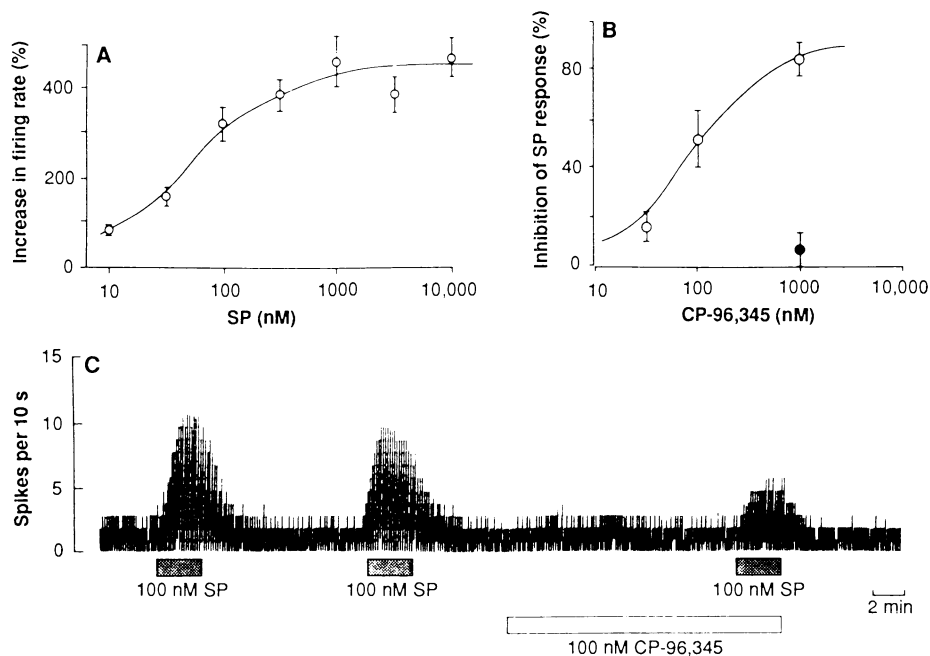 A
Increase in firing rate (%)
400
200
0
10 100 1000 10,000
SP (nM)
B
Inhibition of SP response (%)
80
40
0
10 100 1000 10,000
CP-96,345 (nM)
C
Spikes per 10 s
15
10
5
0
100 nM SP 100 nM SP 100 nM SP
2 min
100 nM CP-96,345